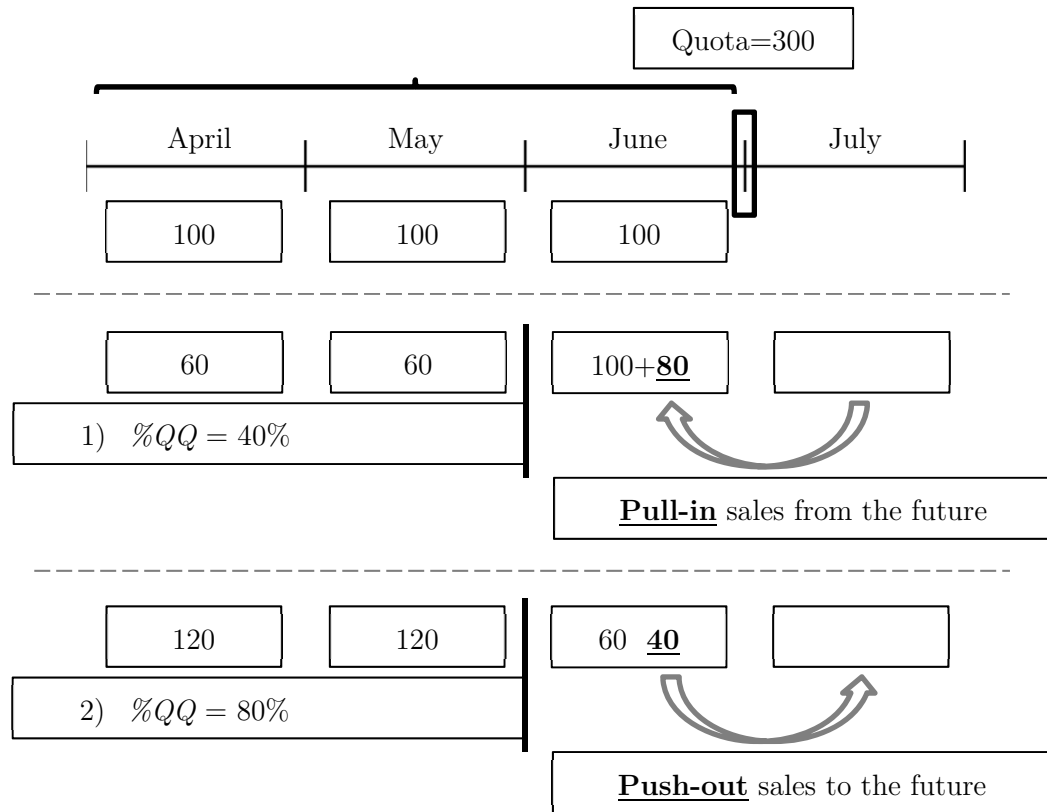 Quota=300
April May June July
100 100 100
60 60 100+80
1) %QQ = 40%
Pull-in sales from the future
120 120 60 40
2) %QQ = 80%
Push-out sales to the future